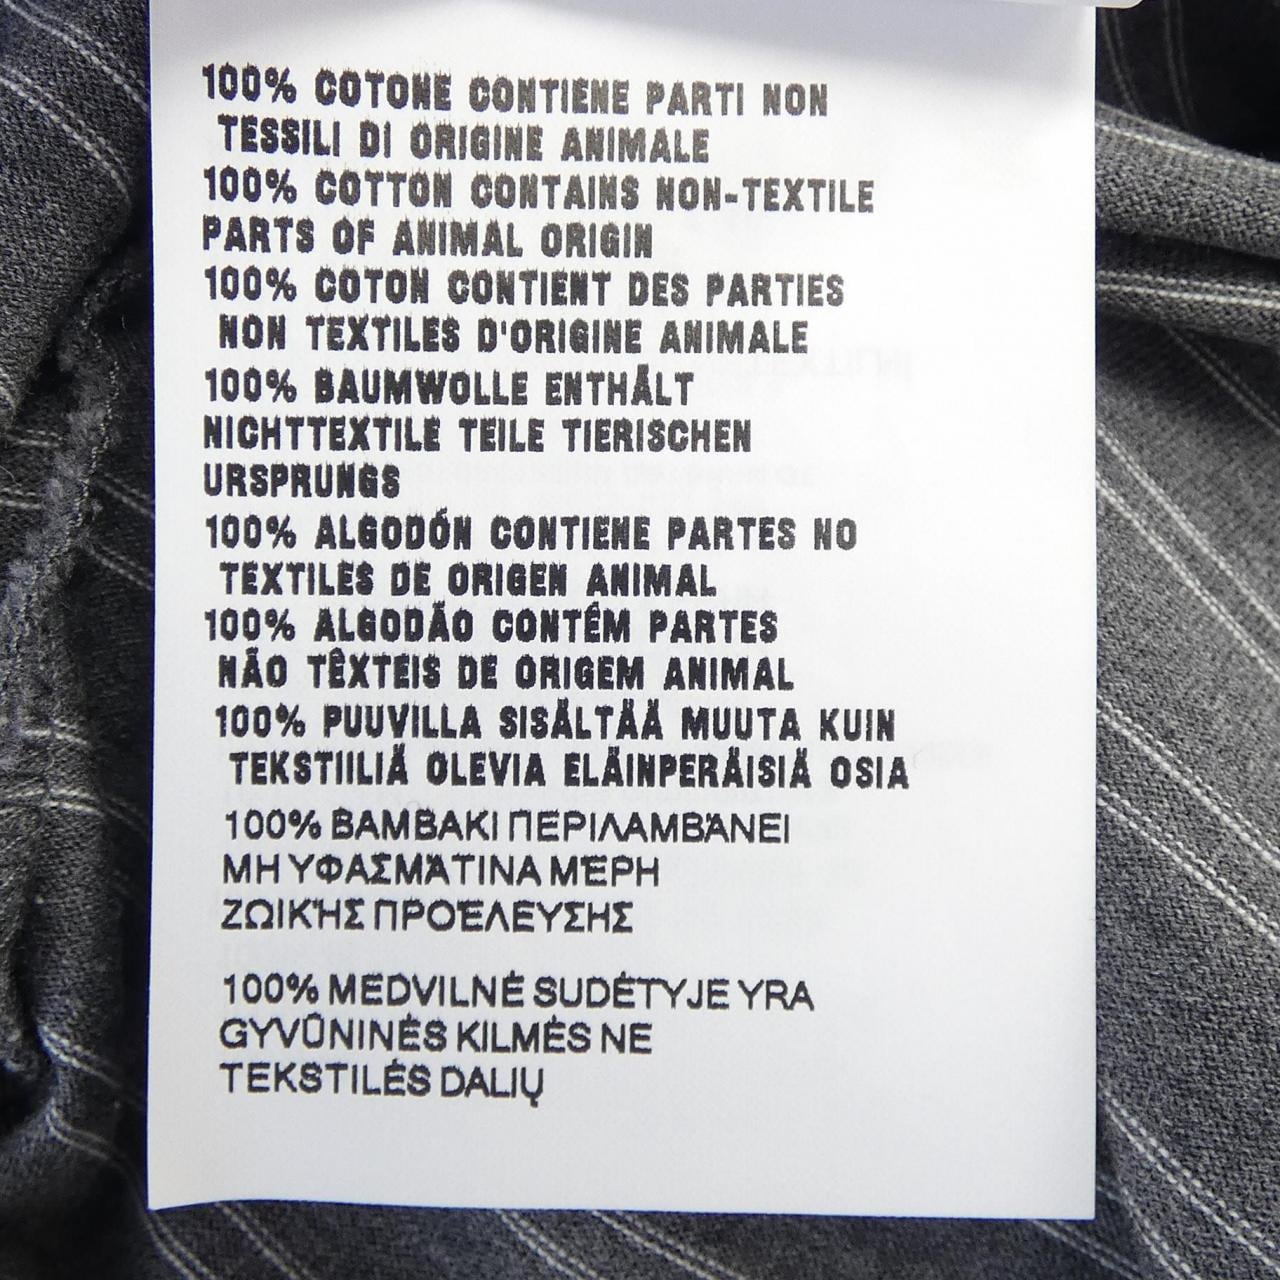 100% COTONE CONTIENE PARTI NON
TESSILI DI ORIGINE ANIMALE
100% COTTON CONTAINS NON-TEXTILE
PARTS OF ANIMAL ORIGIN
100% COTON CONTIENT DES PARTIES
NON TEXTILES D'ORIGINE ANIMALE
100% BAUMWOLLE ENTHÄLT
NICHTTEXTILE TEILE TIERISCHEN
URSPRUNGS
100% ALGODÓN CONTIENE PARTES NO
TEXTILES DE ORIGEN ANIMAL
100% ALGODÃO CONTÊM PARTES
NÃO TÊXTEIS DE ORIGEM ANIMAL
100% PUUVILLA SISÄLTÄÄ MUUTA KUIN
TEKSTIILIÄ OLEVIA ELÄINPERÄISIÄ OSIA
100% ΒΑΜΒΑΚΙ ΠΕΡΙΛΑΜΒΆΝΕΙ
ΜΗ ΥΦΑΣΜΆΤΙΝΑ ΜΈΡΗ
ΖΩΙΚΉΣ ΠΡΟΈΛΕΥΣΗΣ
100% MEDVILNĖ SUDĖTYJE YRA
GYVŪNINĖS KILMĖS NE
TEKSTILĖS DALIŲ